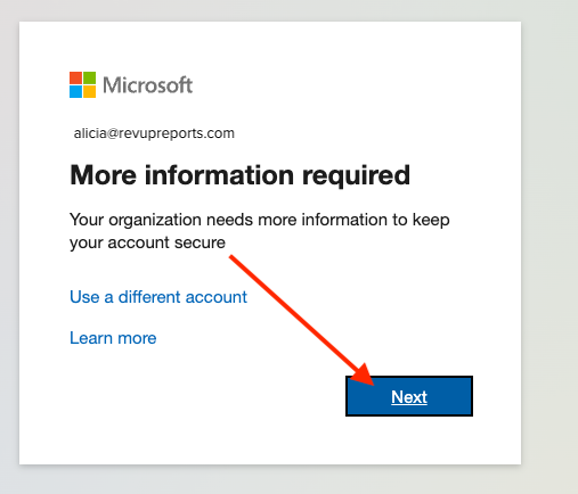 Microsoft
alicia@revupreports.com
More information required
Your organization needs more information to keep
your account secure
Use a different account
Learn more
Next